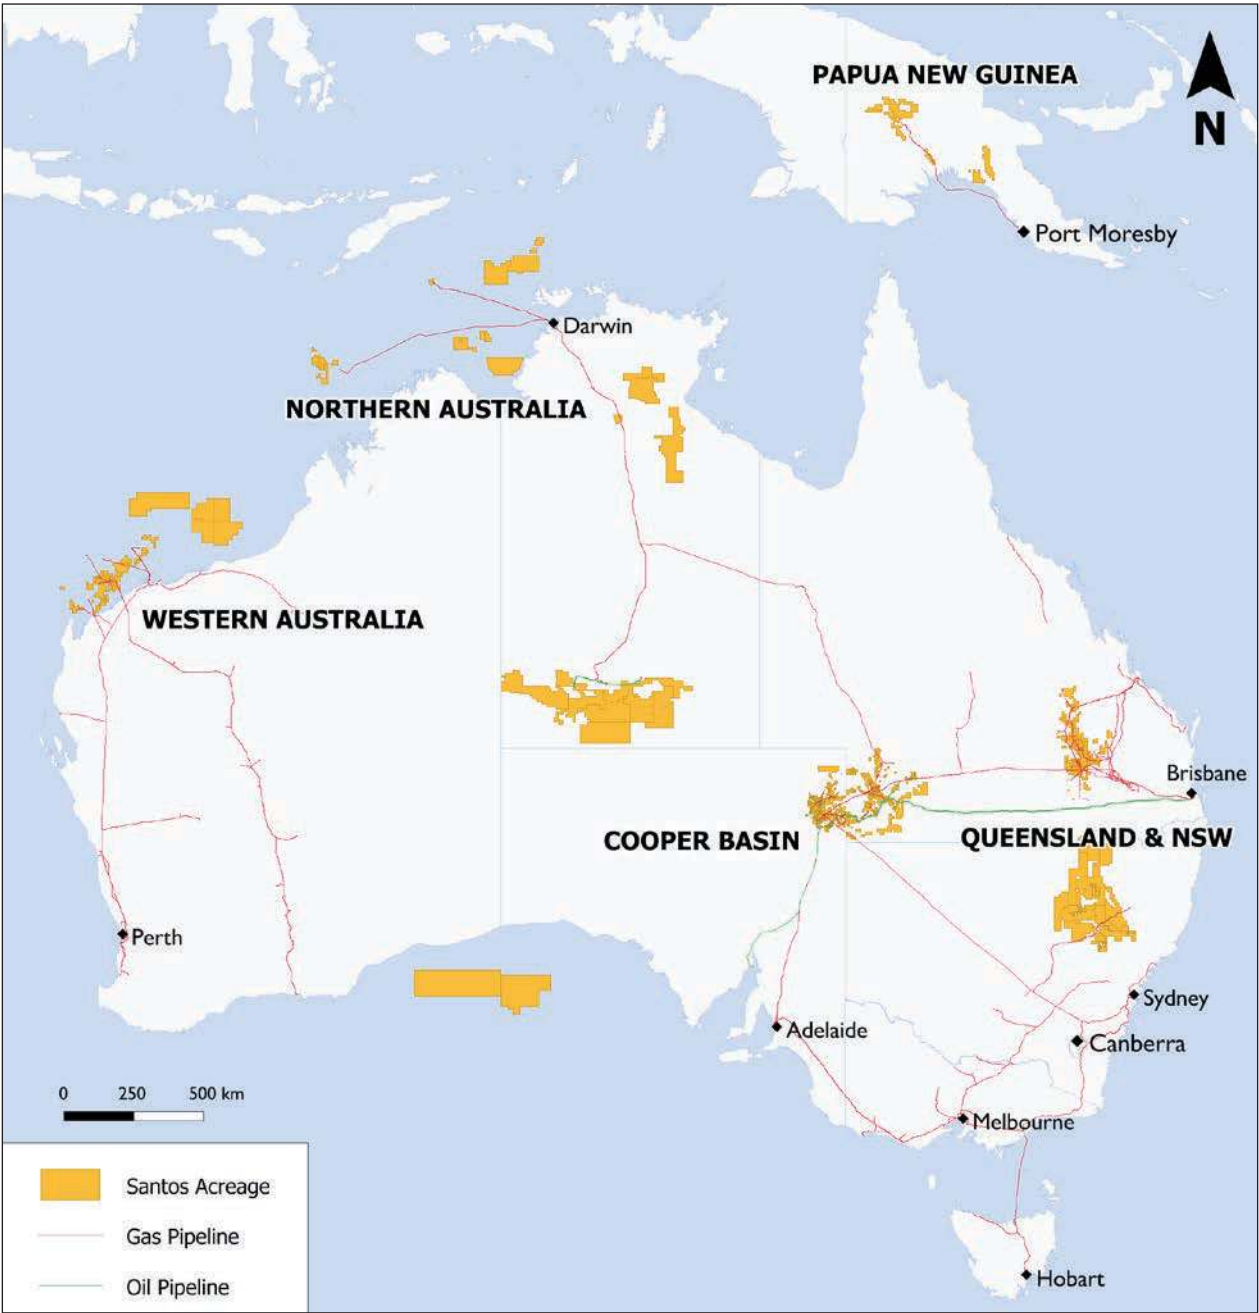 PAPUA NEW GUINEA
N
Port Moresby
Darwin
NORTHERN AUSTRALIA
WESTERN AUSTRALIA
Brisbane
COOPER BASIN
QUEENSLAND & NSW
Perth
Sydney
Adelaide
Canberra
0 250 500 km
Melbourne
Santos Acreage
Gas Pipeline
Oil Pipeline
Hobart